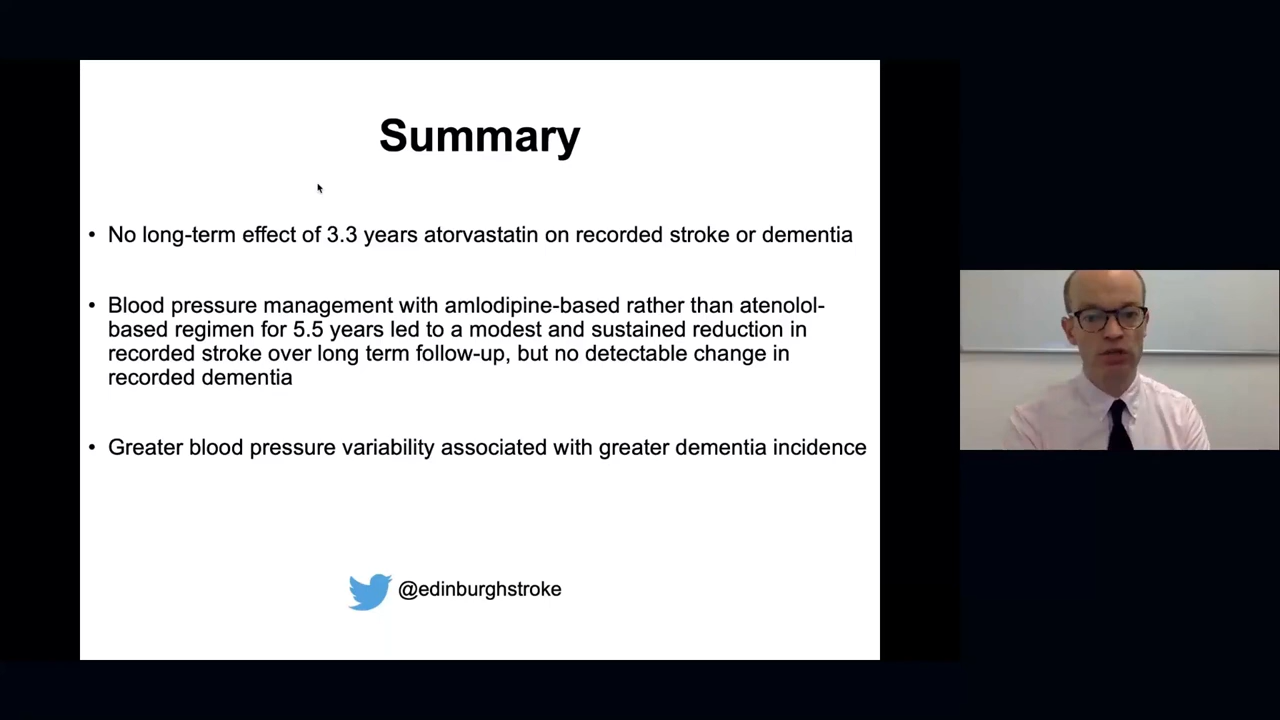 Summary
• No long-term effect of 3.3 years atorvastatin on recorded stroke or dementia
• Blood pressure management with amlodipine-based rather than atenolol-
based regimen for 5.5 years led to a modest and sustained reduction in
recorded stroke over long term follow-up, but no detectable change in
recorded dementia
• Greater blood pressure variability associated with greater dementia incidence
@edinburghstroke